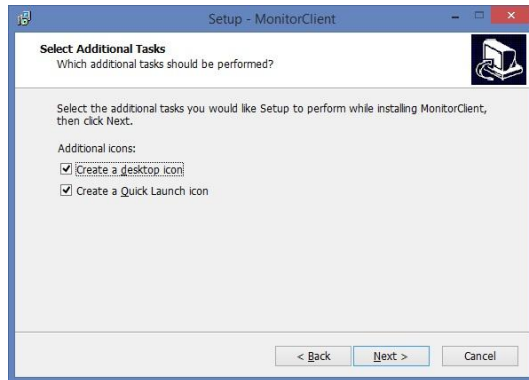 Setup - MonitorClient
Select Additional Tasks
Which additional tasks should be performed?
Select the additional tasks you would like Setup to perform while installing MonitorClient,
then click Next.
Additional icons:
Create a desktop icon
Create a Quick Launch icon
< Back
Next >
Cancel